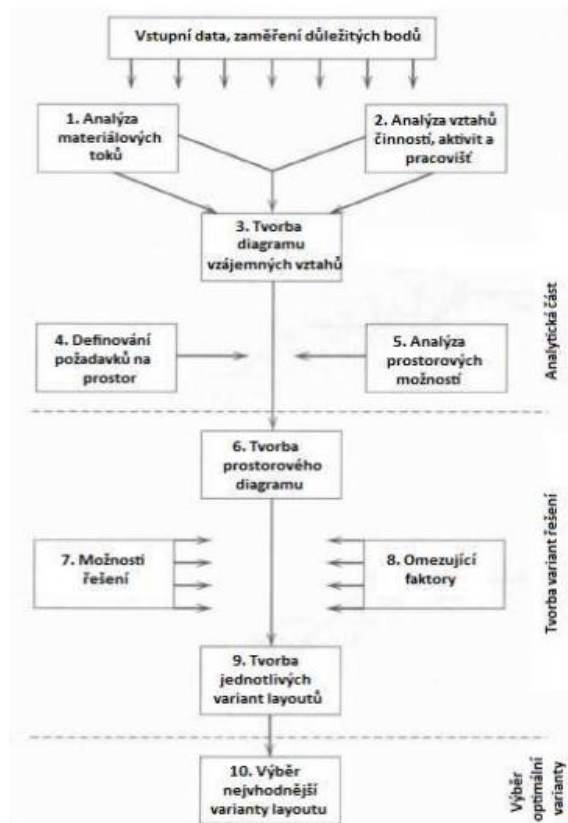 Vstupní data, zaměření důležitých bodů
1. Analýza
materiálových
toků
2. Analýza vztahů
činností, aktivit a
pracovišť
3. Tvorba
diagramu
vzájemných vztahů
4. Definování
požadavků na
prostor
5. Analýza
prostorových
možností
Analytická část
6. Tvorba
prostorového
diagramu
7. Možnosti
řešení
8. Omezující
faktory
Tvorba variant řešení
9. Tvorba
jednotlivých
variant layoutů
10. Výběr
nejvhodnější
varianty layoutu
Výběr
optimální
varianty